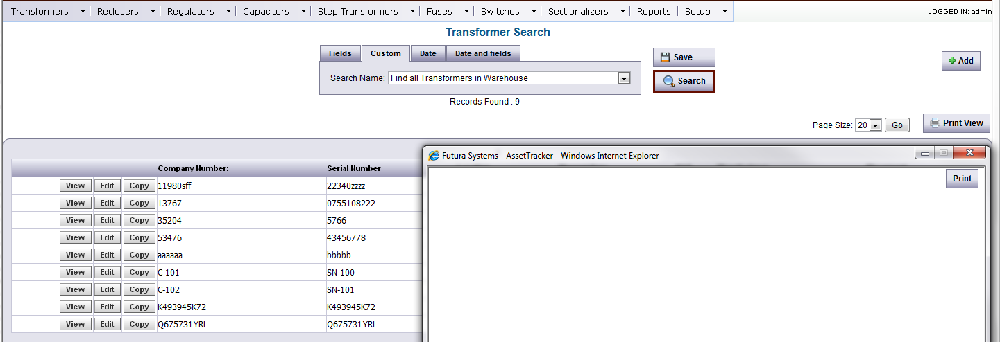 Transformers Reclosers Regulators Capacitors Step Transformers Fuses Switches Sectionalizers Reports Setup LOGGED IN: admin
Transformer Search
Fields Custom Date Date and fields
Save
Add
Search Name: Find all Transformers in Warehouse
Search
Records Found : 9
Page Size: 20 Go Print View
Futura Systems - AssetTracker - Windows Internet Explorer
Print
Company Number: Serial Number
View Edit Copy 11980sff 22340zzzz
View Edit Copy 13767 0755108222
View Edit Copy 35204 5766
View Edit Copy 53476 43456778
View Edit Copy aaaaaa bbbbb
View Edit Copy C-101 SN-100
View Edit Copy C-102 SN-101
View Edit Copy K493945K72 K493945K72
View Edit Copy Q675731YRL Q675731YRL